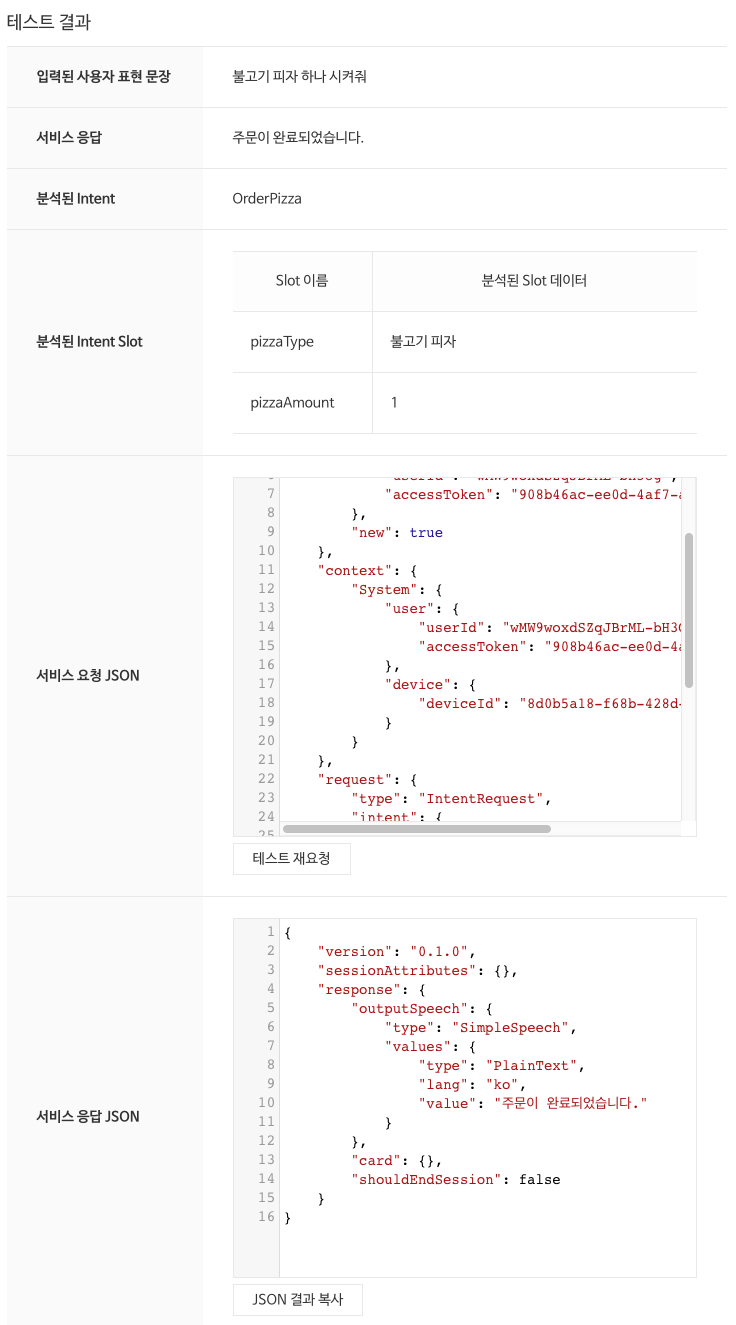 테스트 결과
입력된 사용자 표현 문장
불고기 피자 하나 시켜줘
서비스 응답
주문이 완료되었습니다.
분석된 Intent
OrderPizza
분석된 Intent Slot
Slot 이름 분석된 Slot 데이터
pizzaType 불고기 피자
pizzaAmount 1
서비스 요청 JSON
7 "accessToken": "908b46ac-ee0d-4af7-
8 },
9 "new": true
10 },
11 "context": {
12 "System": {
13 "user": {
14 "userId": "wMW9woxdSZqJBrML-bH3
15 "accessToken": "908b46ac-ee0d-4
16 },
17 "device": {
18 "deviceId": "8d0b5a18-f68b-428d-
19 }
20 }
21 },
22 "request": {
23 "type": "IntentRequest",
24 "intent": {
25
테스트 재요청
서비스 응답 JSON
1 {
2 "version": "0.1.0",
3 "sessionAttributes": {},
4 "response": {
5 "outputSpeech": {
6 "type": "SimpleSpeech",
7 "values": {
8 "type": "PlainText",
9 "lang": "ko",
10 "value": "주문이 완료되었습니다."
11 }
12 },
13 "card": {},
14 "shouldEndSession": false
15 }
16 }
JSON 결과 복사